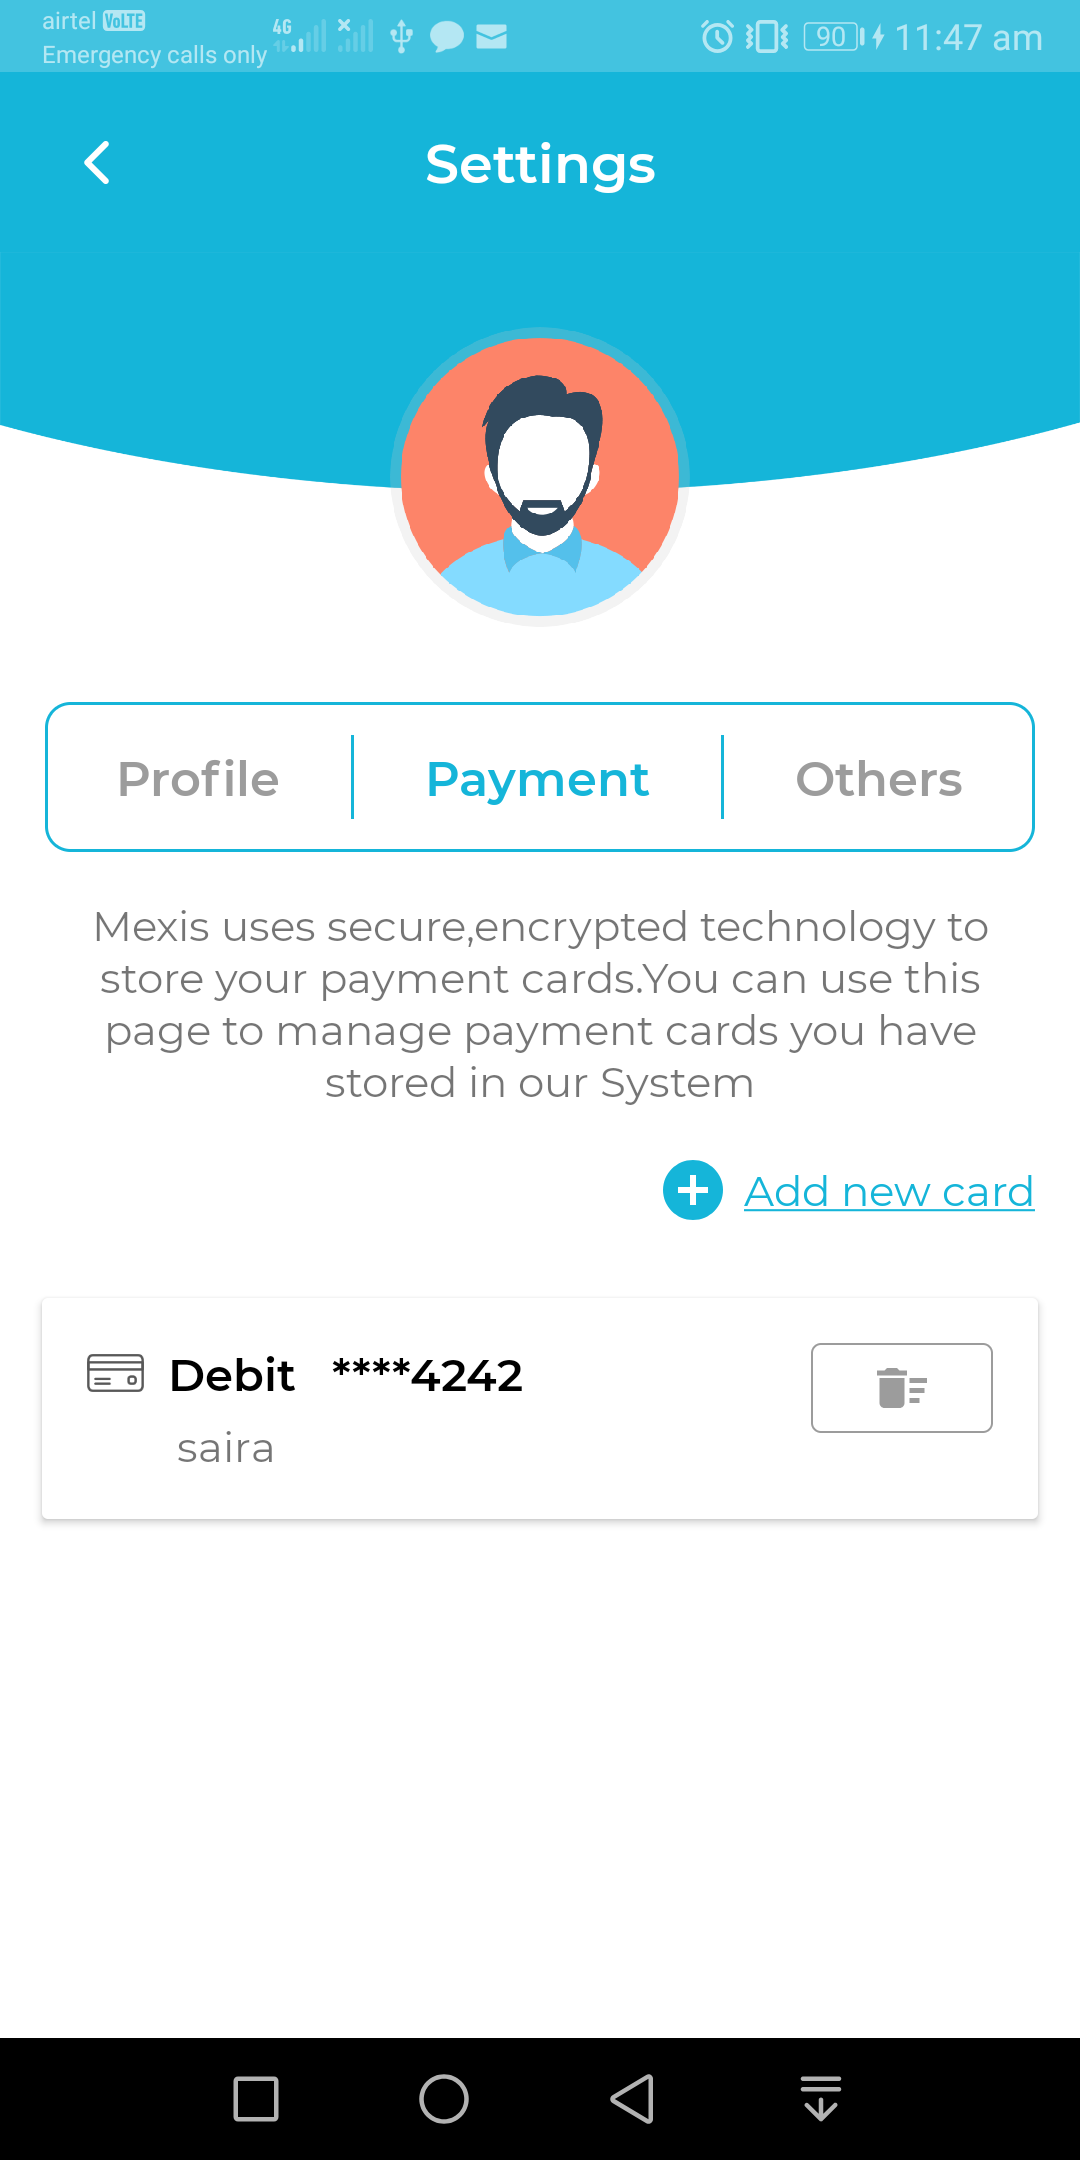 airtel VoLTE
Emergency calls only
4G
90
11:47 am
Settings
Profile
Payment
Others
Mexis uses secure,encrypted technology to
store your payment cards.You can use this
page to manage payment cards you have
stored in our System
Add new card
Debit ****4242
saira